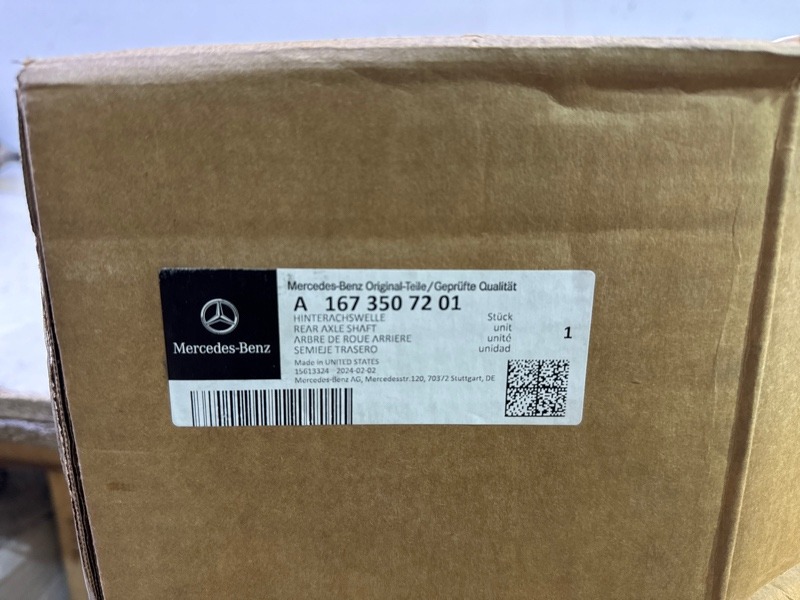 Mercedes-Benz
Mercedes-Benz Original-Teile/Geprüfte Qualität
A 167 350 72 01
HINTERACHSWELLE Stück
REAR AXLE SHAFT unit
ARBRE DE ROUE ARRIERE unité
SEMIEJE TRASERO unidad
1
Made in UNITED STATES
15613324 2024-02-02
Mercedes-Benz AG, Mercedesstr.120, 70372 Stuttgart, DE